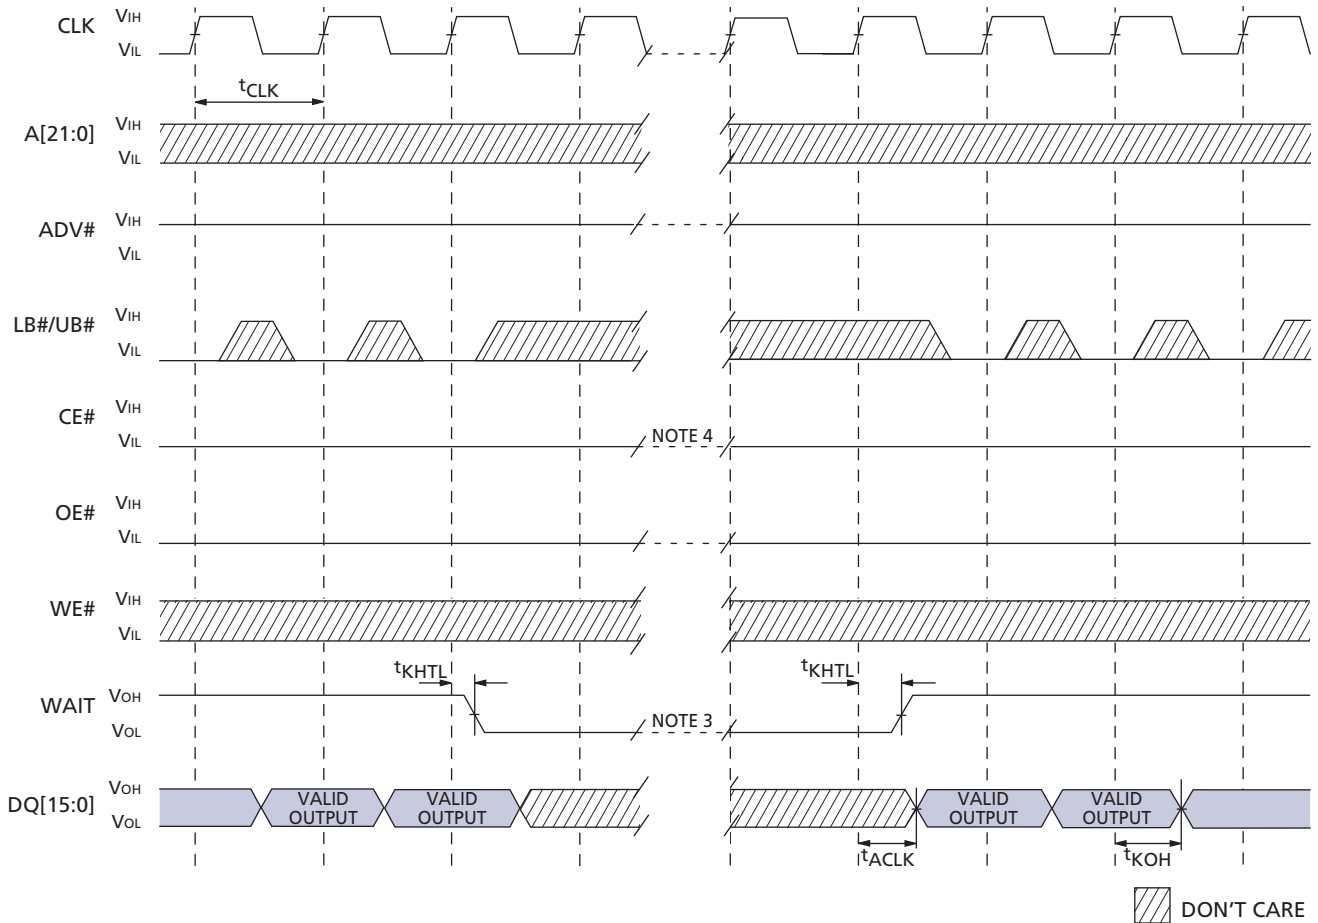 CLK VIH
VIL
tCLK
A[21:0] VIH
VIL
ADV# VIH
VIL
LB#/UB# VIH
VIL
CE# VIH
VIL
NOTE 4
OE# VIH
VIL
WE# VIH
VIL
tKHTL tKHTL
WAIT VOH
VOL
NOTE 3
DQ[15:0] VOH
VOL
VALID OUTPUT
VALID OUTPUT
VALID OUTPUT
VALID OUTPUT
tACLK tKOH
DON'T CARE